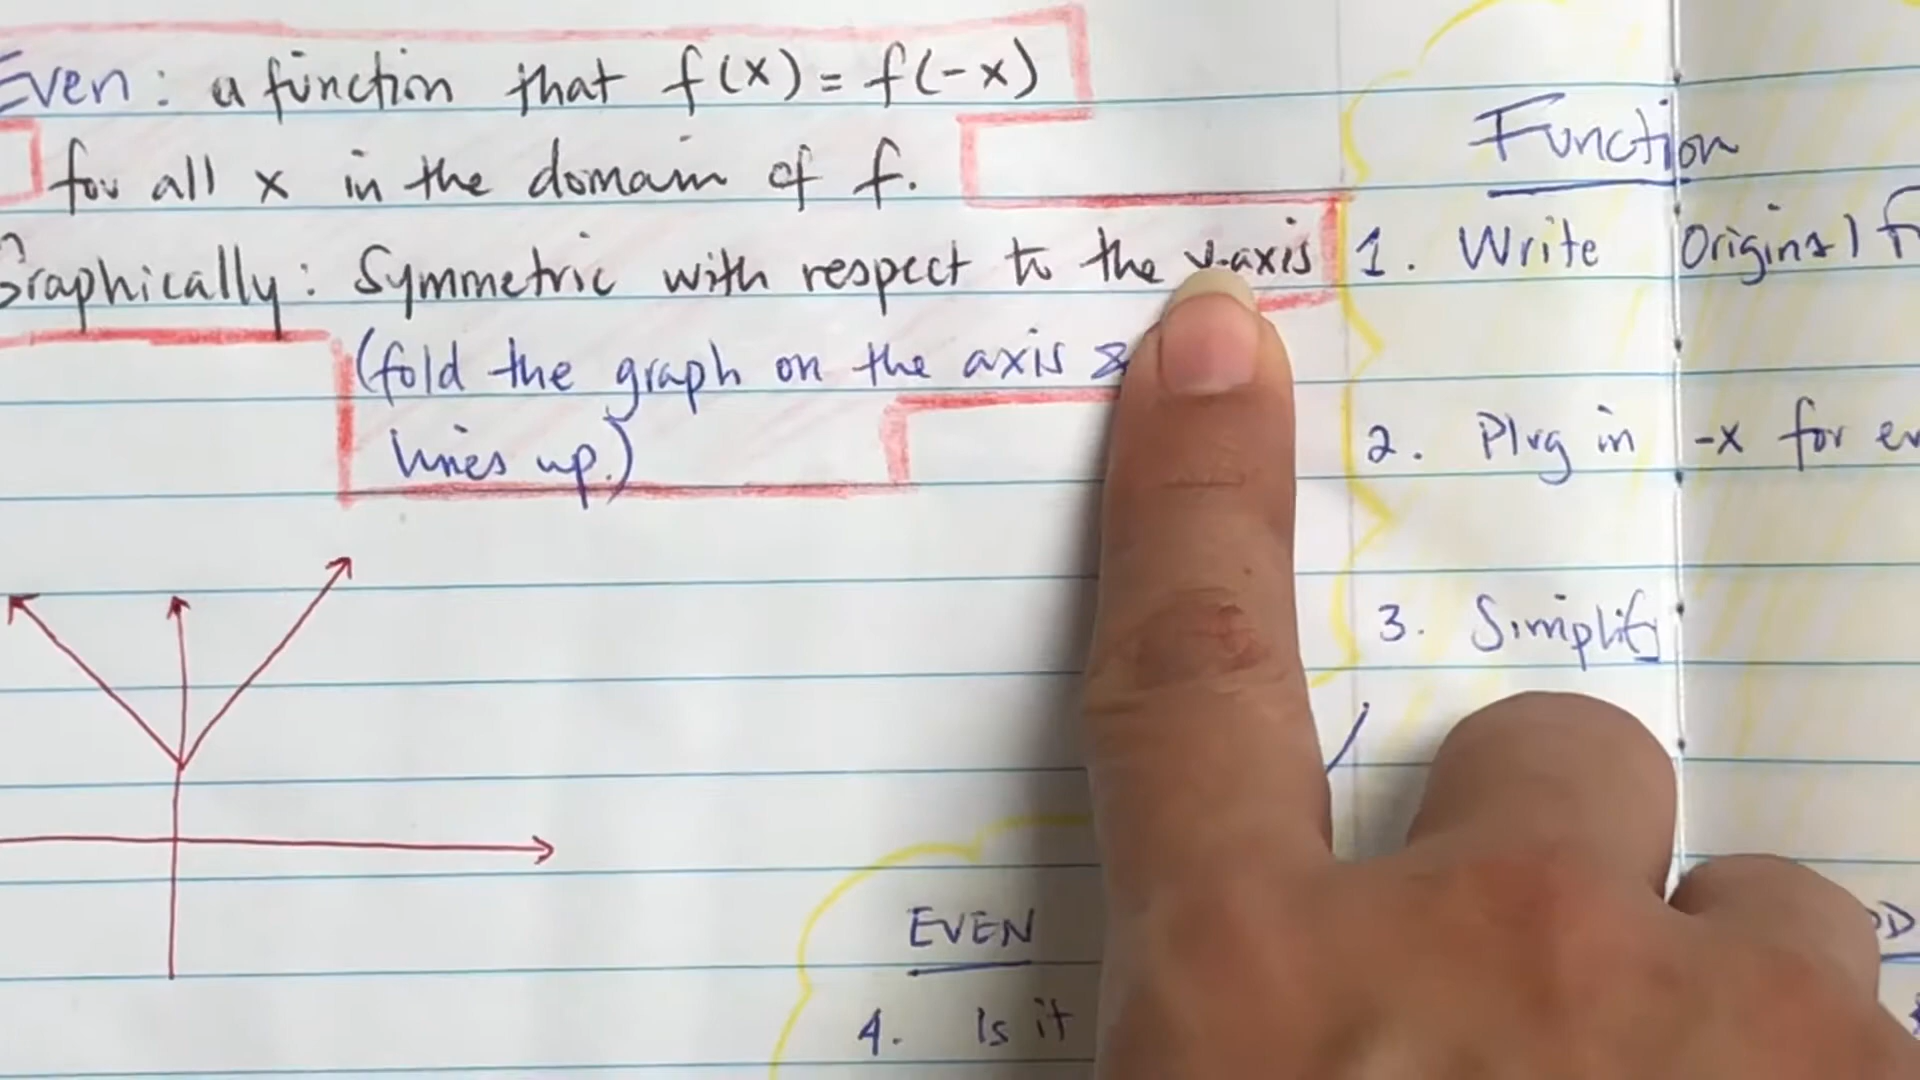 Even: a function that f(x) = f(-x)
for all x in the domain of f.
Graphically: Symmetric with respect to the y-axis
(fold the graph on the axis &
lines up.)
Function
1. Write Original
2. Plug in -x for
3. Simplify
EVEN
4. Is it